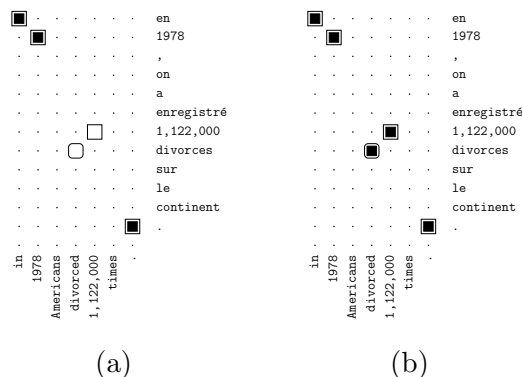 en
1978
,
on
a
enregistré
1,122,000
divorces
sur
le
continent
.
in
1978
Americans
divorced
1,122,000
times
.
(a)
en
1978
,
on
a
enregistré
1,122,000
divorces
sur
le
continent
.
in
1978
Americans
divorced
1,122,000
times
.
(b)